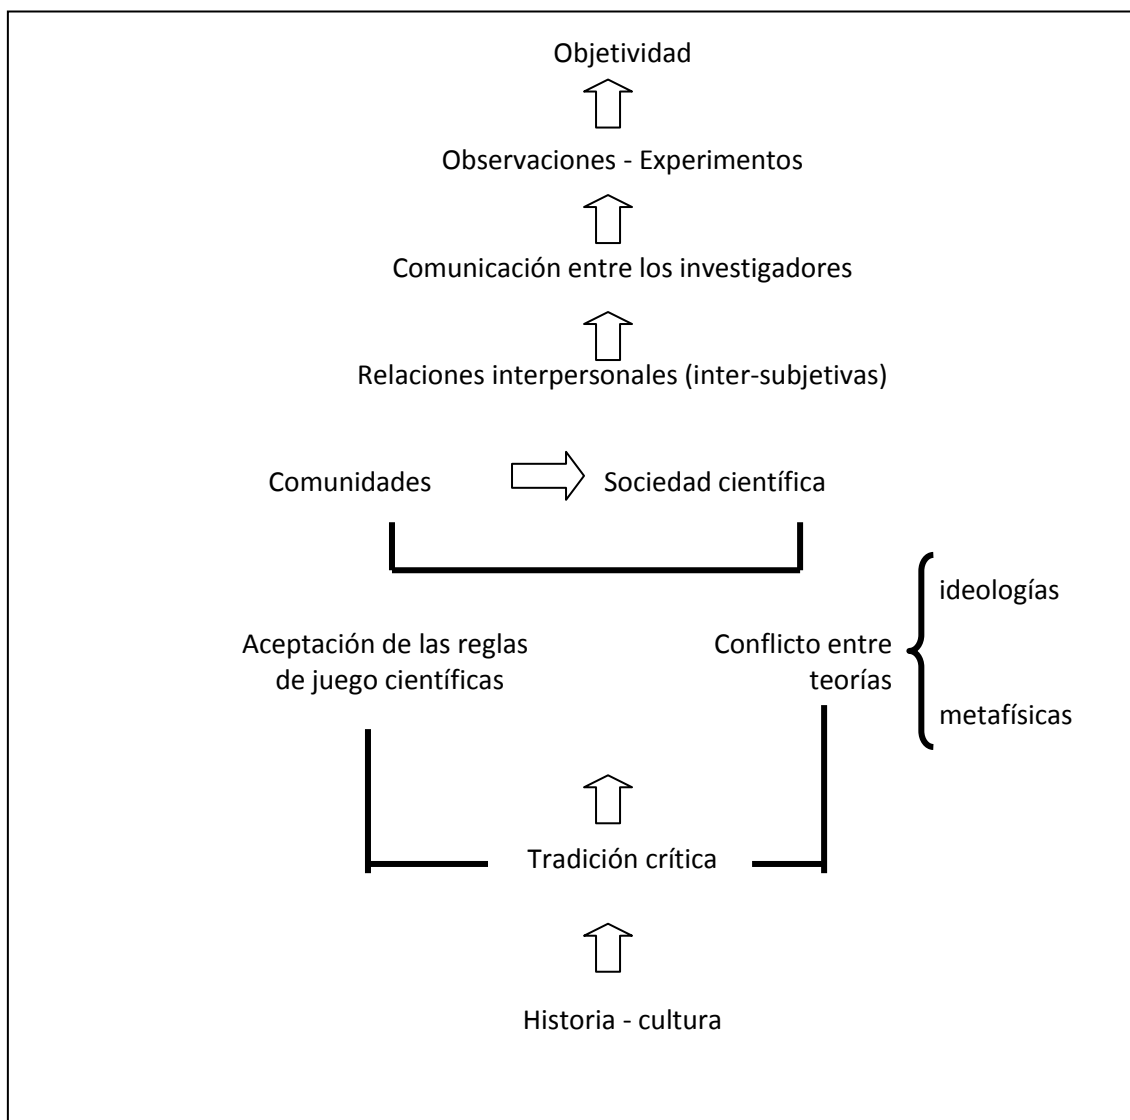 Objetividad
Observaciones - Experimentos
Comunicación entre los investigadores
Relaciones interpersonales (inter-subjetivas)
Comunidades
Sociedad científica
ideologías
Aceptación de las reglas
de juego científicas
Conflicto entre
teorías
metafísicas
Tradición crítica
Historia - cultura